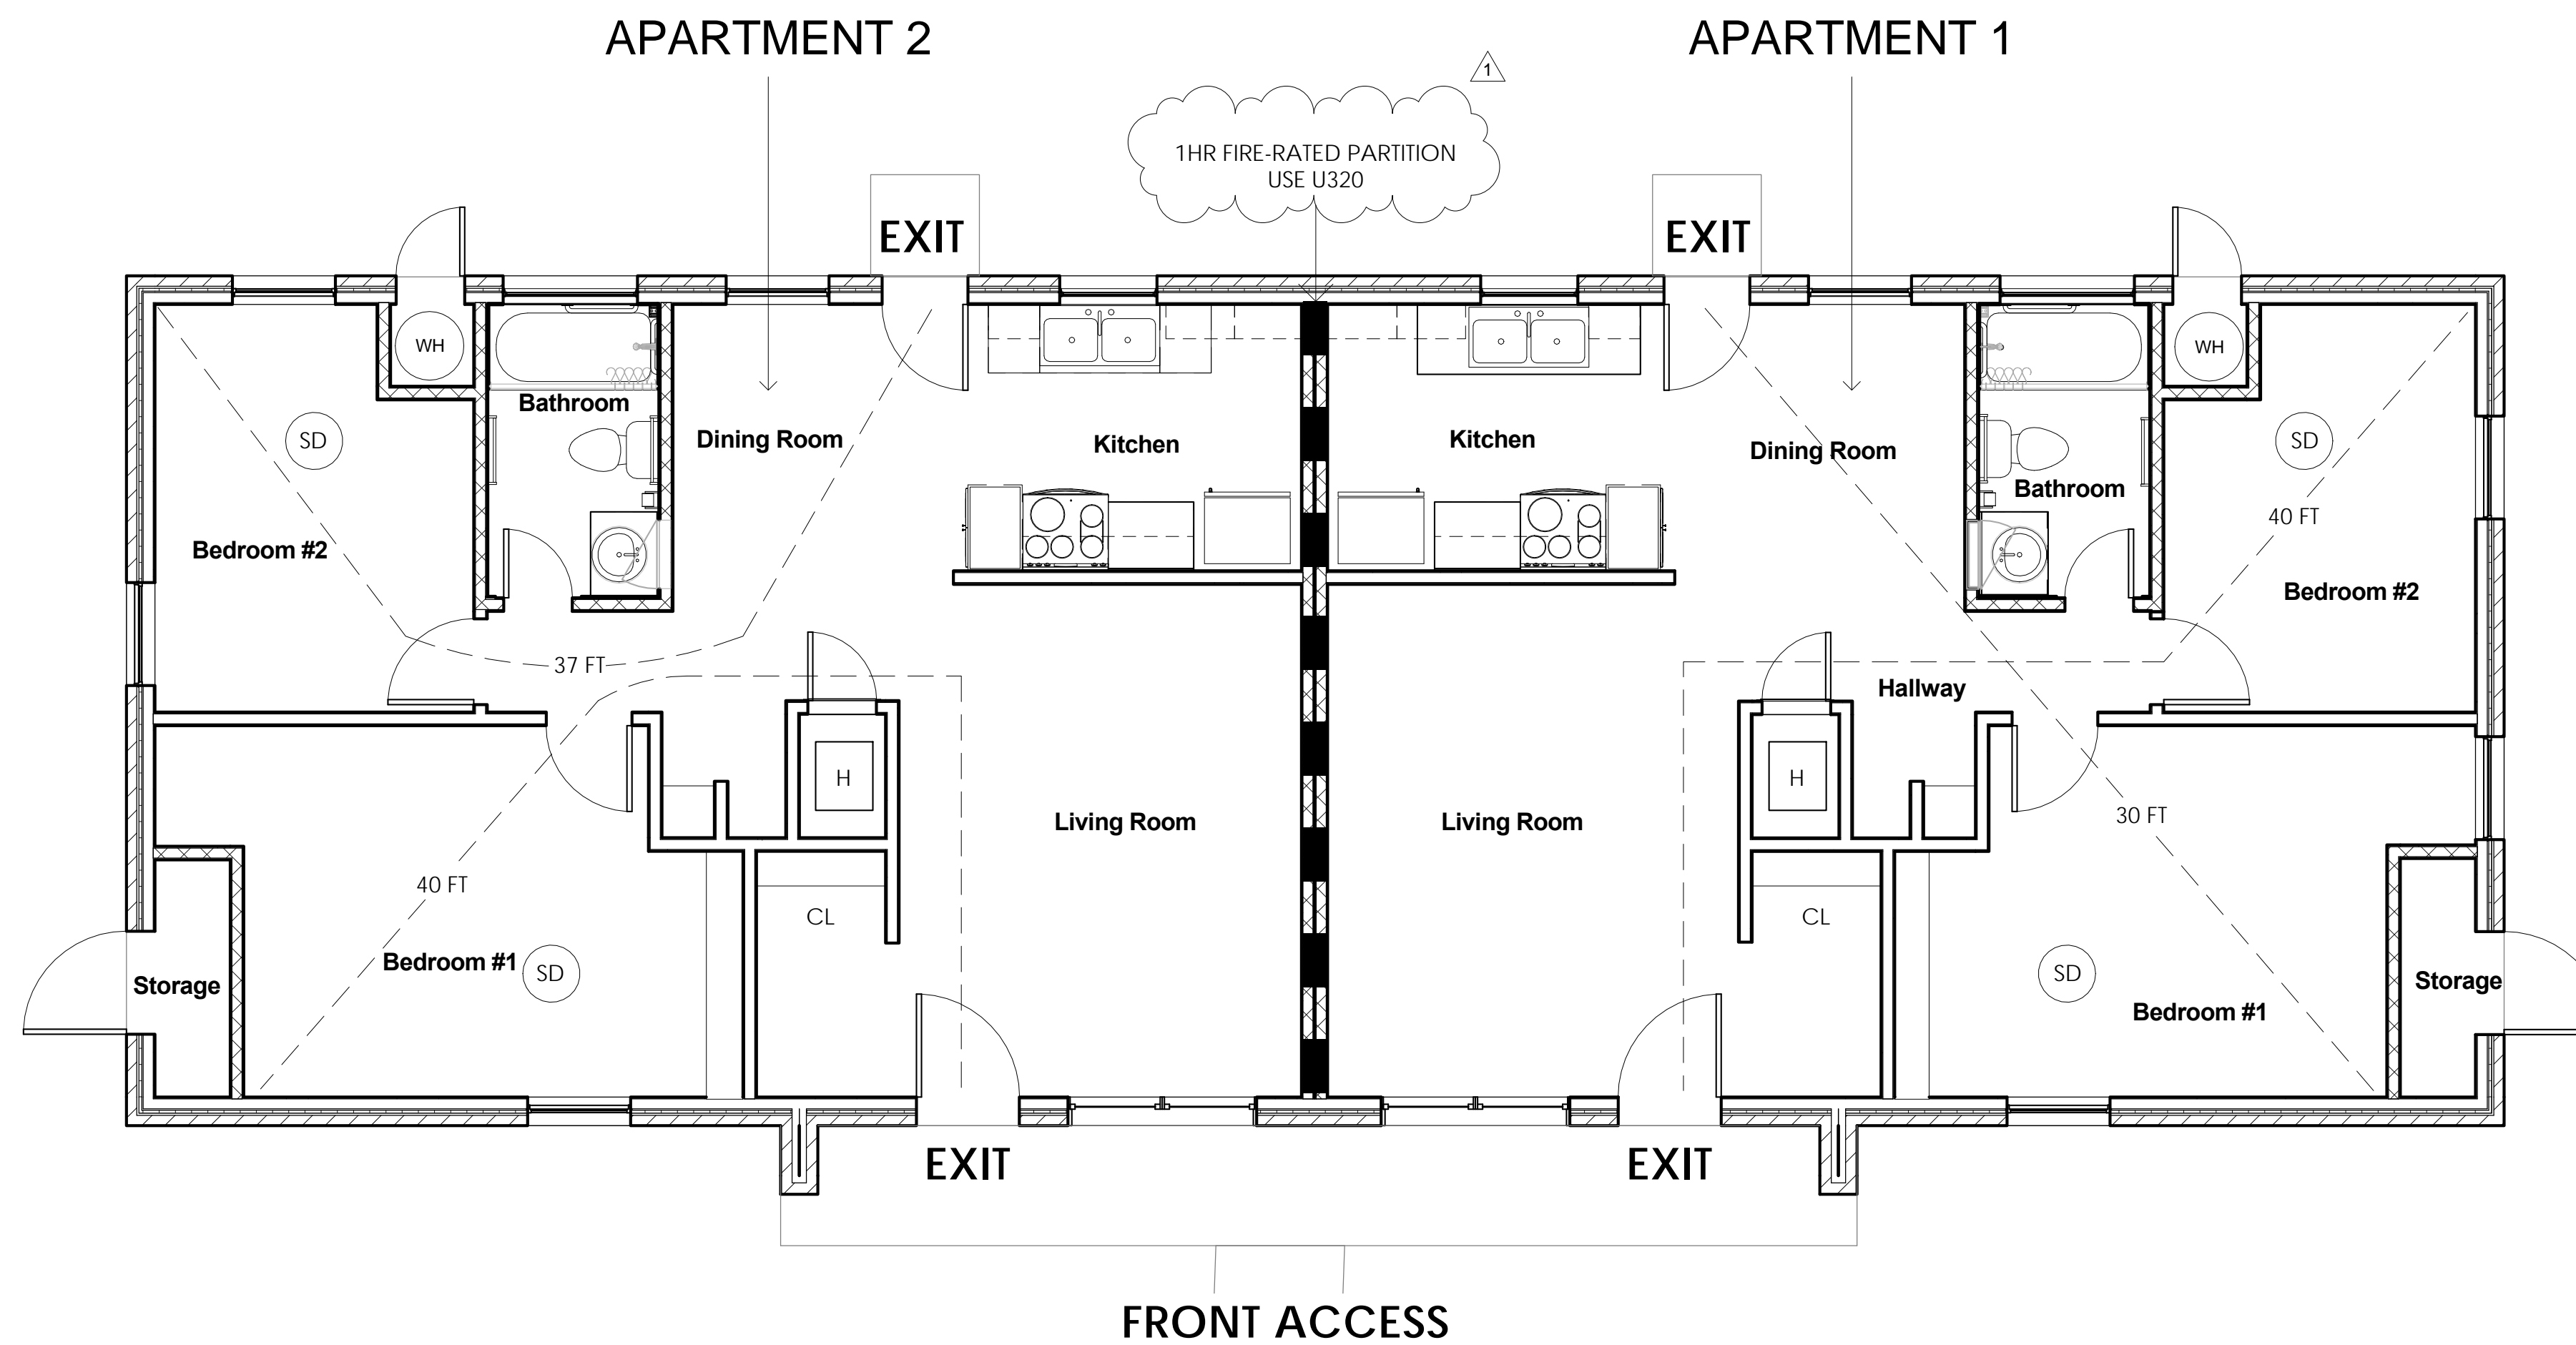 APARTMENT 2
APARTMENT 1
1
1HR FIRE-RATED PARTITION
USE U320
EXIT
EXIT
WH
WH
Bathroom
SD
Dining Room
Kitchen
Kitchen
Dining Room
SD
Bathroom
40 FT
Bedroom #2
Bedroom #2
37 FT
Hallway
H
H
Living Room
Living Room
30 FT
40 FT
CL
CL
Bedroom #1
SD
SD
Storage
Storage
Bedroom #1
EXIT
EXIT
FRONT ACCESS